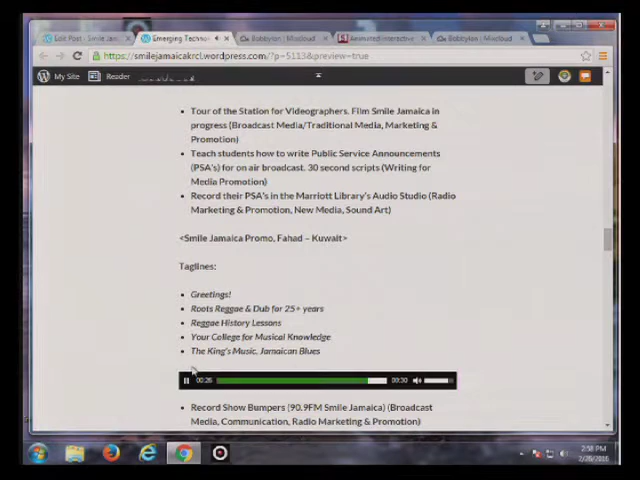 Edit Post ‹ Smile Jam
Emerging Techno
Bobbylon | Mixcloud
Animated-interactive
Bobbylon | Mixcloud
https://smilejamaicakrcl.wordpress.com/?p=5113&preview=true
My Site Reader
Tour of the Station for Videographers. Film Smile Jamaica in
progress (Broadcast Media/Traditional Media, Marketing &
Promotion)
Teach students how to write Public Service Announcements
(PSA's) for on air broadcast. 30 second scripts (Writing for
Media Promotion)
Record their PSA's in the Marriott Library's Audio Studio (Radio
Marketing & Promotion, New Media, Sound Art)
<Smile Jamaica Promo, Fahad – Kuwait>
Taglines:
Greetings!
Roots Reggae & Dub for 25+ years
Reggae History Lessons
Your College for Musical Knowledge
The King's Music, Jamaican Blues
00:26 00:30
Record Show Bumpers (90.9FM Smile Jamaica) (Broadcast
Media, Communication, Radio Marketing & Promotion)
2:58 PM
2/26/2016